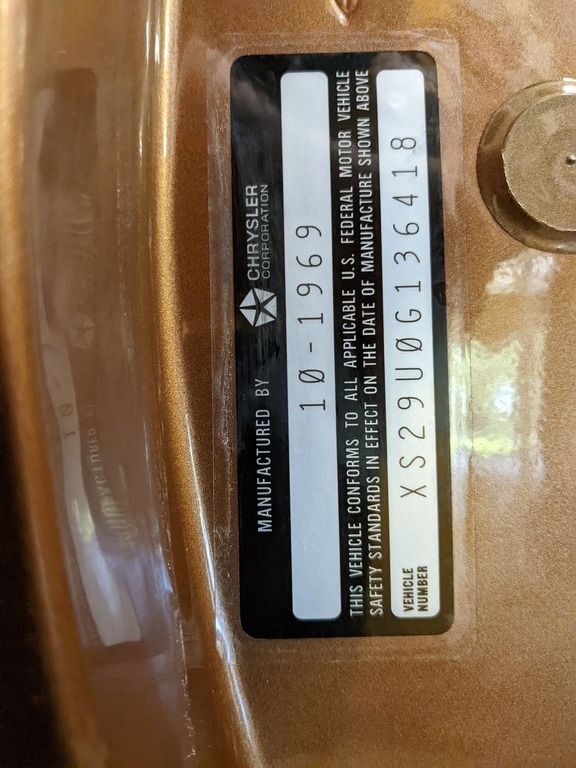 MANUFACTURED BY CHRYSLER CORPORATION
10-1969
THIS VEHICLE CONFORMS TO ALL APPLICABLE U.S. FEDERAL MOTOR VEHICLE
SAFETY STANDARDS IN EFFECT ON THE DATE OF MANUFACTURE SHOWN ABOVE
VEHICLE NUMBER
XS29U0G136418